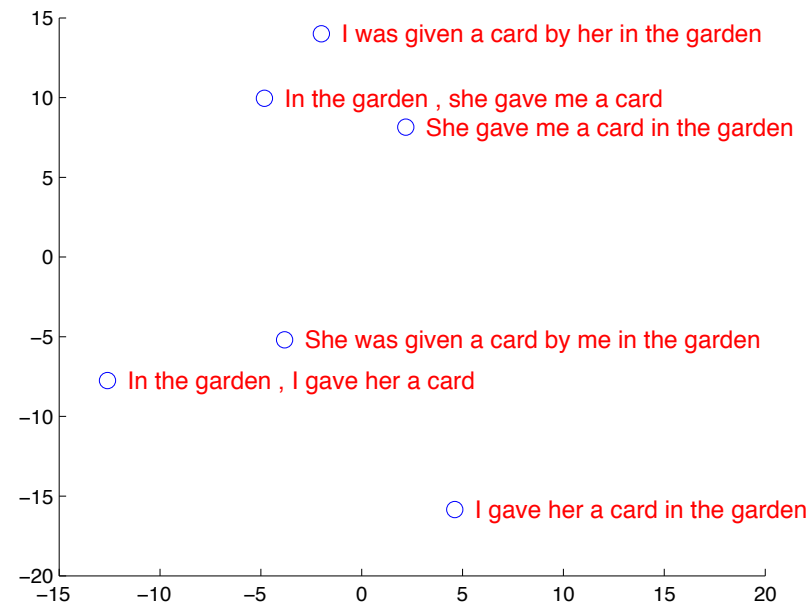 15
I was given a card by her in the garden
10
In the garden , she gave me a card
She gave me a card in the garden
5
0
−5
She was given a card by me in the garden
In the garden , I gave her a card
−10
−15
I gave her a card in the garden
−20
−15 −10 −5 0 5 10 15 20